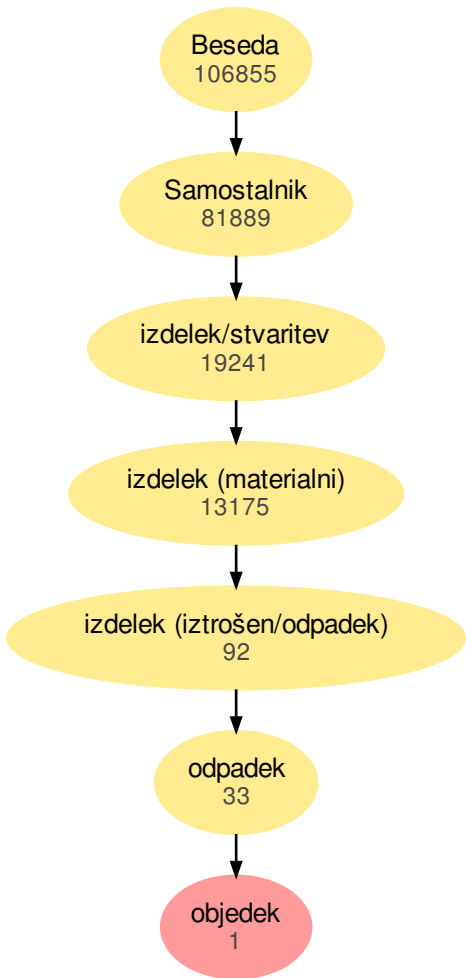 Beseda
106855
Samostalnik
81889
izdelek/stvaritev
19241
izdelek (materialni)
13175
izdelek (iztrošen/odpadek)
92
odpadek
33
objedek
1